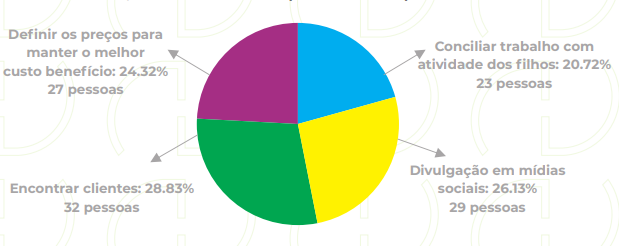 Definir os preços para
manter o melhor
custo benefício: 24.32%
27 pessoas
Conciliar trabalho com
atividade dos filhos: 20.72%
23 pessoas
Encontrar clientes: 28.83%
32 pessoas
Divulgação em mídias
sociais: 26.13%
29 pessoas